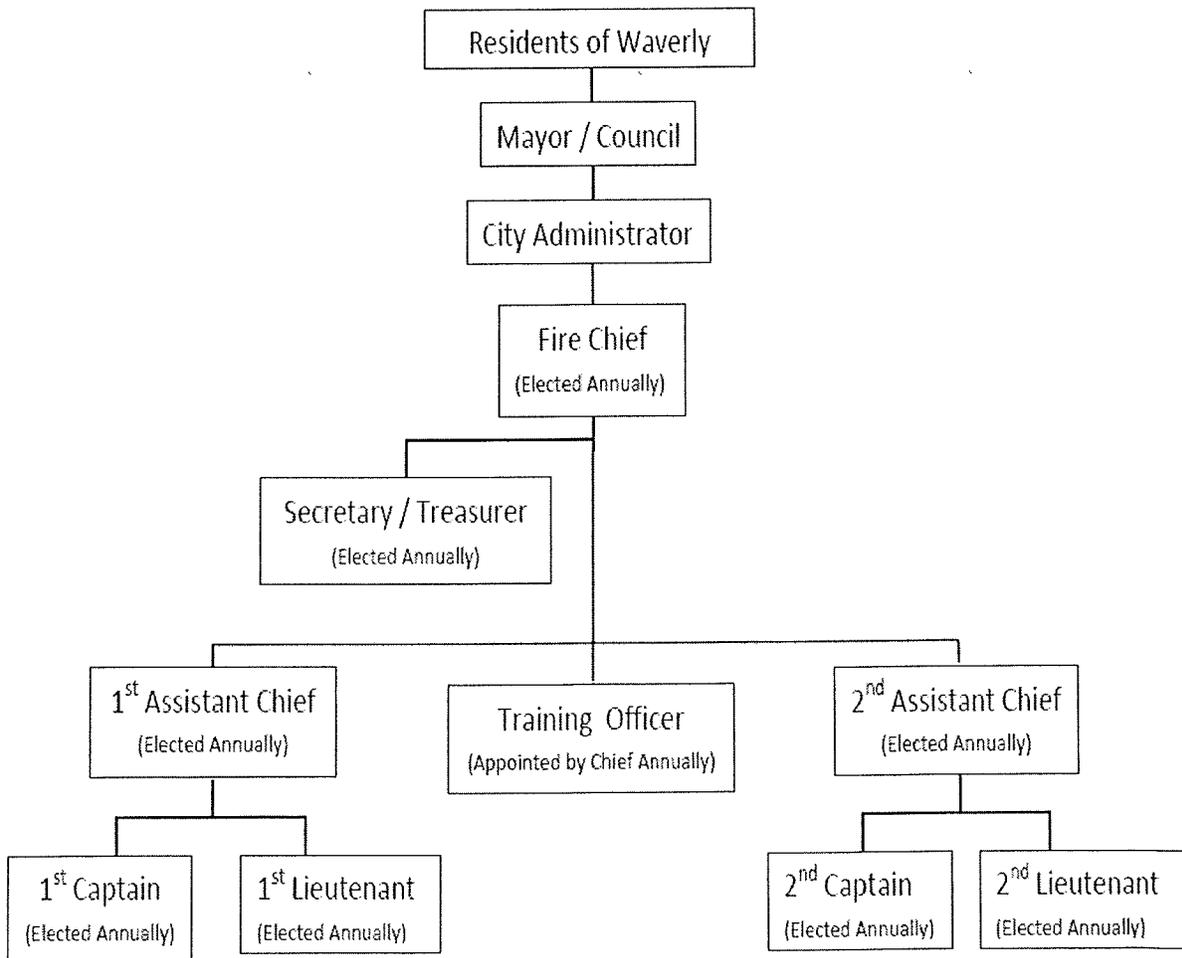 Residents of Waverly
Mayor / Council
City Administrator
Fire Chief
(Elected Annually)
Secretary / Treasurer
(Elected Annually)
1st Assistant Chief
(Elected Annually)
Training Officer
(Appointed by Chief Annually)
2nd Assistant Chief
(Elected Annually)
1st Captain
(Elected Annually)
1st Lieutenant
(Elected Annually)
2nd Captain
(Elected Annually)
2nd Lieutenant
(Elected Annually)